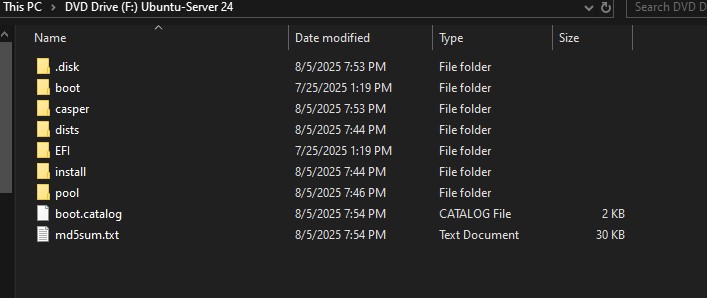 This PC > DVD Drive (F:) Ubuntu-Server 24
Search DVD D
Name Date modified Type Size
.disk 8/5/2025 7:53 PM File folder
boot 7/25/2025 1:19 PM File folder
casper 8/5/2025 7:53 PM File folder
dists 8/5/2025 7:44 PM File folder
EFI 7/25/2025 1:19 PM File folder
install 8/5/2025 7:44 PM File folder
pool 8/5/2025 7:46 PM File folder
boot.catalog 8/5/2025 7:54 PM CATALOG File 2 KB
md5sum.txt 8/5/2025 7:54 PM Text Document 30 KB